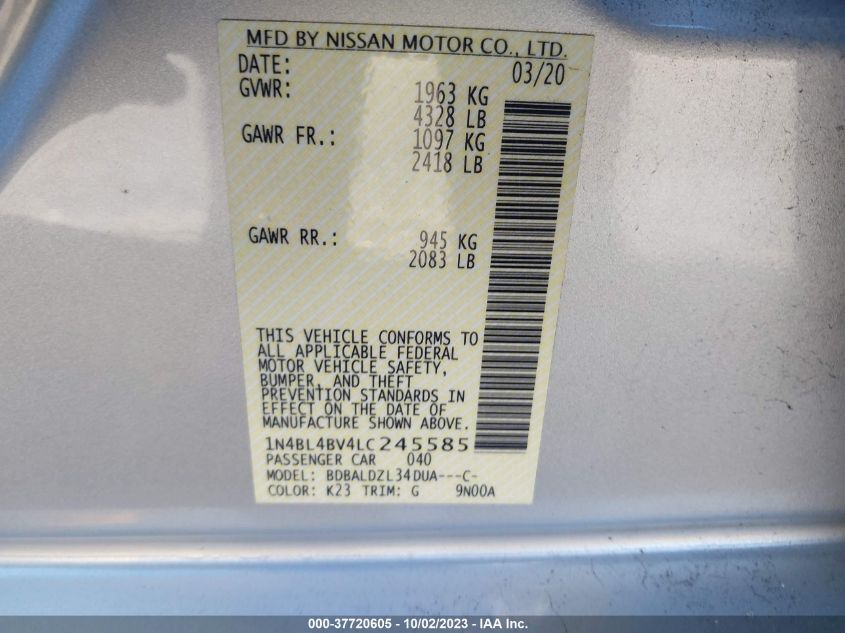 MFD BY NISSAN MOTOR CO., LTD.
DATE: 03/20
GVWR: 1963 KG
4328 LB
GAWR FR.: 1097 KG
2418 LB
GAWR RR.: 945 KG
2083 LB
THIS VEHICLE CONFORMS TO
ALL APPLICABLE FEDERAL
MOTOR VEHICLE SAFETY,
BUMPER, AND THEFT
PREVENTION STANDARDS IN
EFFECT ON THE DATE OF
MANUFACTURE SHOWN ABOVE.
1N4BL4BV4LC245585
PASSENGER CAR 040
MODEL: BDBALDZL34DUA---C-
COLOR: K23 TRIM: G 9N00A
000-37720605 - 10/02/2023 - IAA Inc.